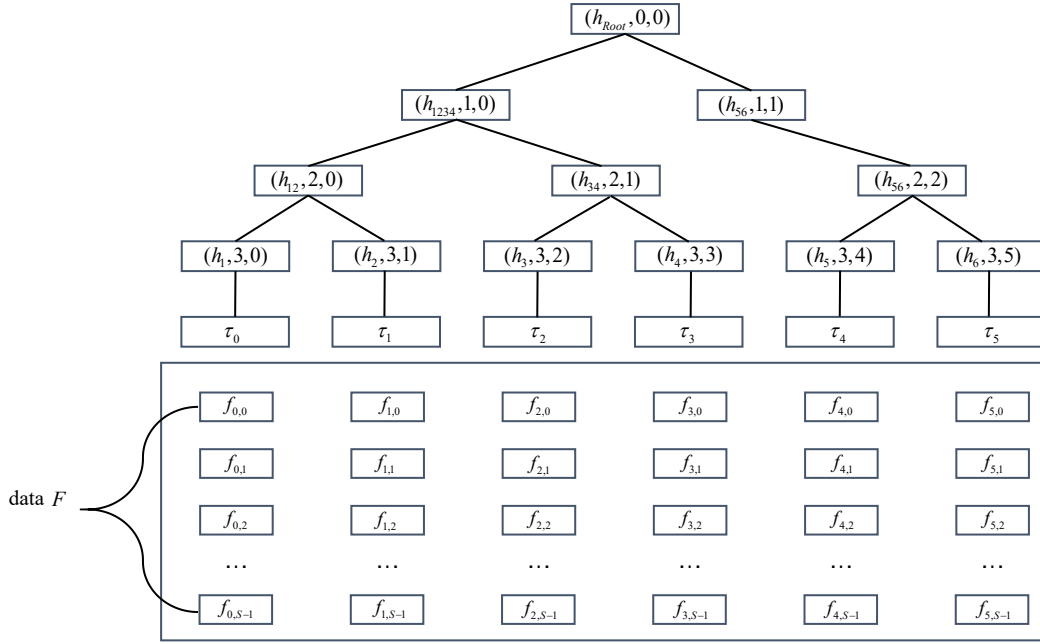 (h_Root,0,0)
(h_1234,1,0) (h_56,1,1)
(h_12,2,0) (h_34,2,1) (h_56,2,2)
(h_1,3,0) (h_2,3,1) (h_3,3,2) (h_4,3,3) (h_5,3,4) (h_6,3,5)
τ_0 τ_1 τ_2 τ_3 τ_4 τ_5
f_0,0 f_1,0 f_2,0 f_3,0 f_4,0 f_5,0
f_0,1 f_1,1 f_2,1 f_3,1 f_4,1 f_5,1
data F
f_0,2 f_1,2 f_2,2 f_3,2 f_4,2 f_5,2
… … … … … …
f_0,S-1 f_1,S-1 f_2,S-1 f_3,S-1 f_4,S-1 f_5,S-1